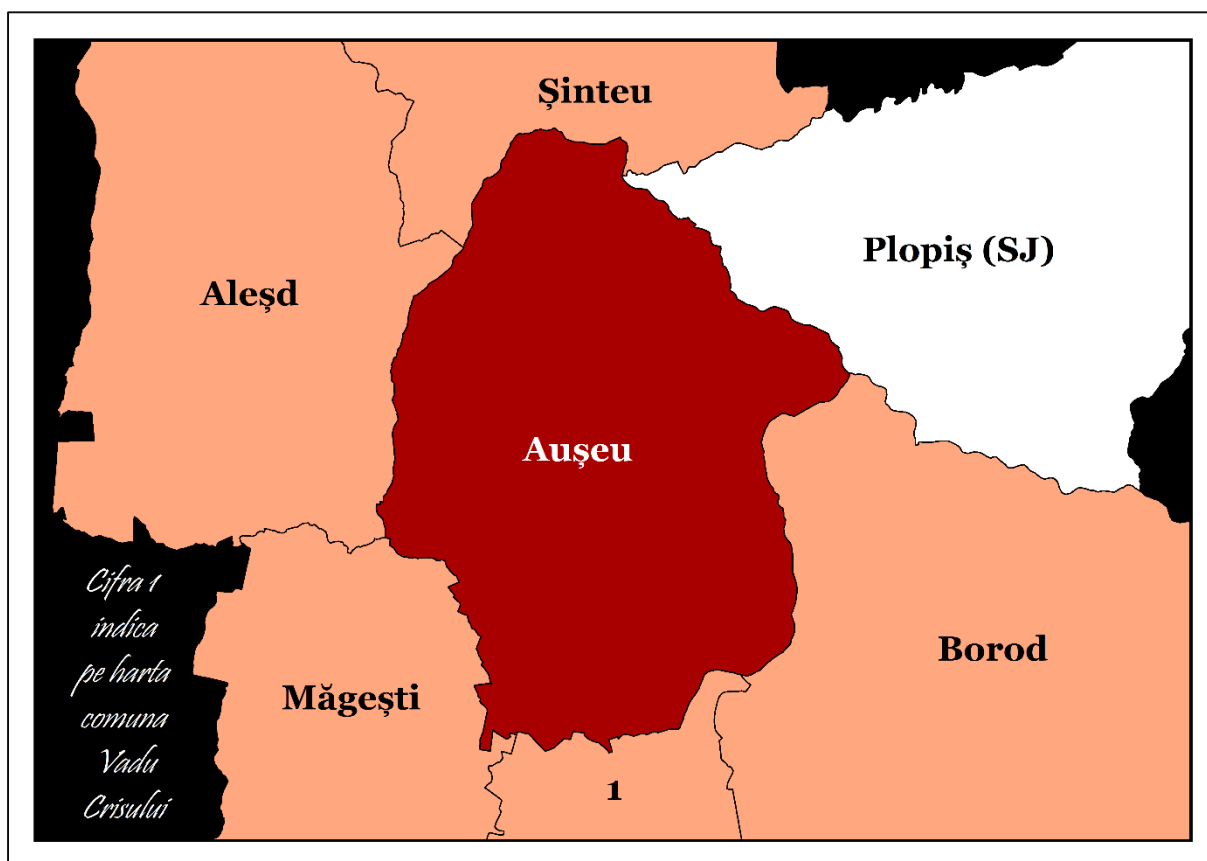 Șinteu
Plopiș (SJ)
Aleșd
Aușeu
Cifra 1
indica
pe harta
comuna
Vadu
Crisului
Borod
Măgești
1